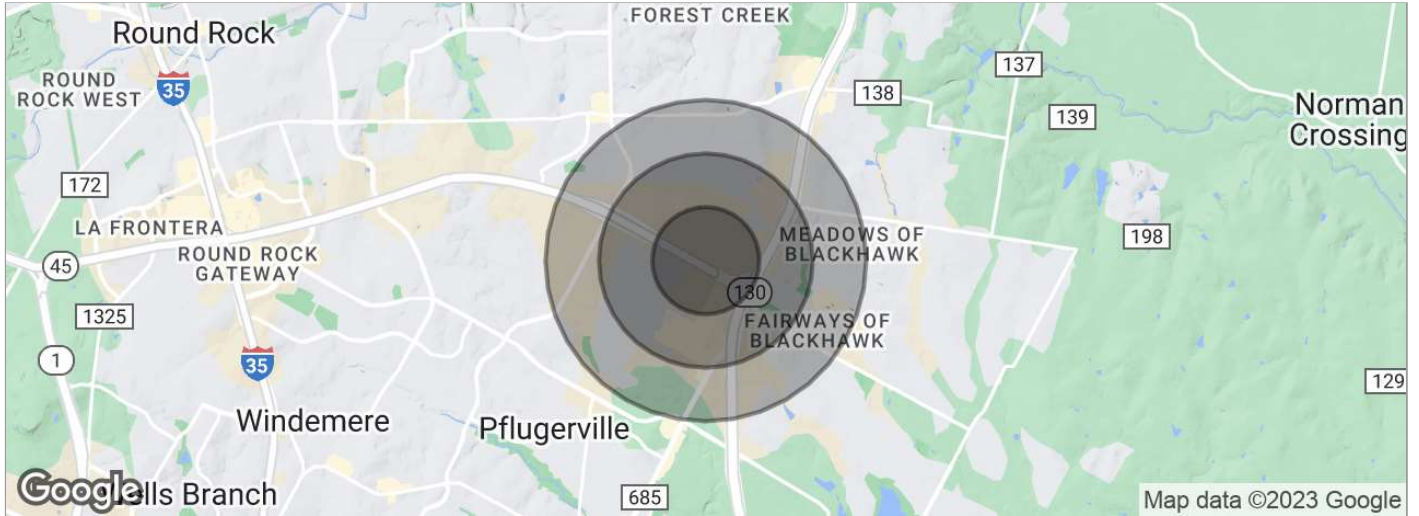 FOREST CREEK
Round Rock
137
ROUND
ROCK WEST
35
138
139
Norman
Crossing
172
LA FRONTERA
ROUND ROCK
GATEWAY
MEADOWS OF
BLACKHAWK
198
45
130
1325
FAIRWAYS OF
BLACKHAWK
1
35
129
Windemere
Pflugerville
Google
Wells Branch
685
Map data ©2023 Google